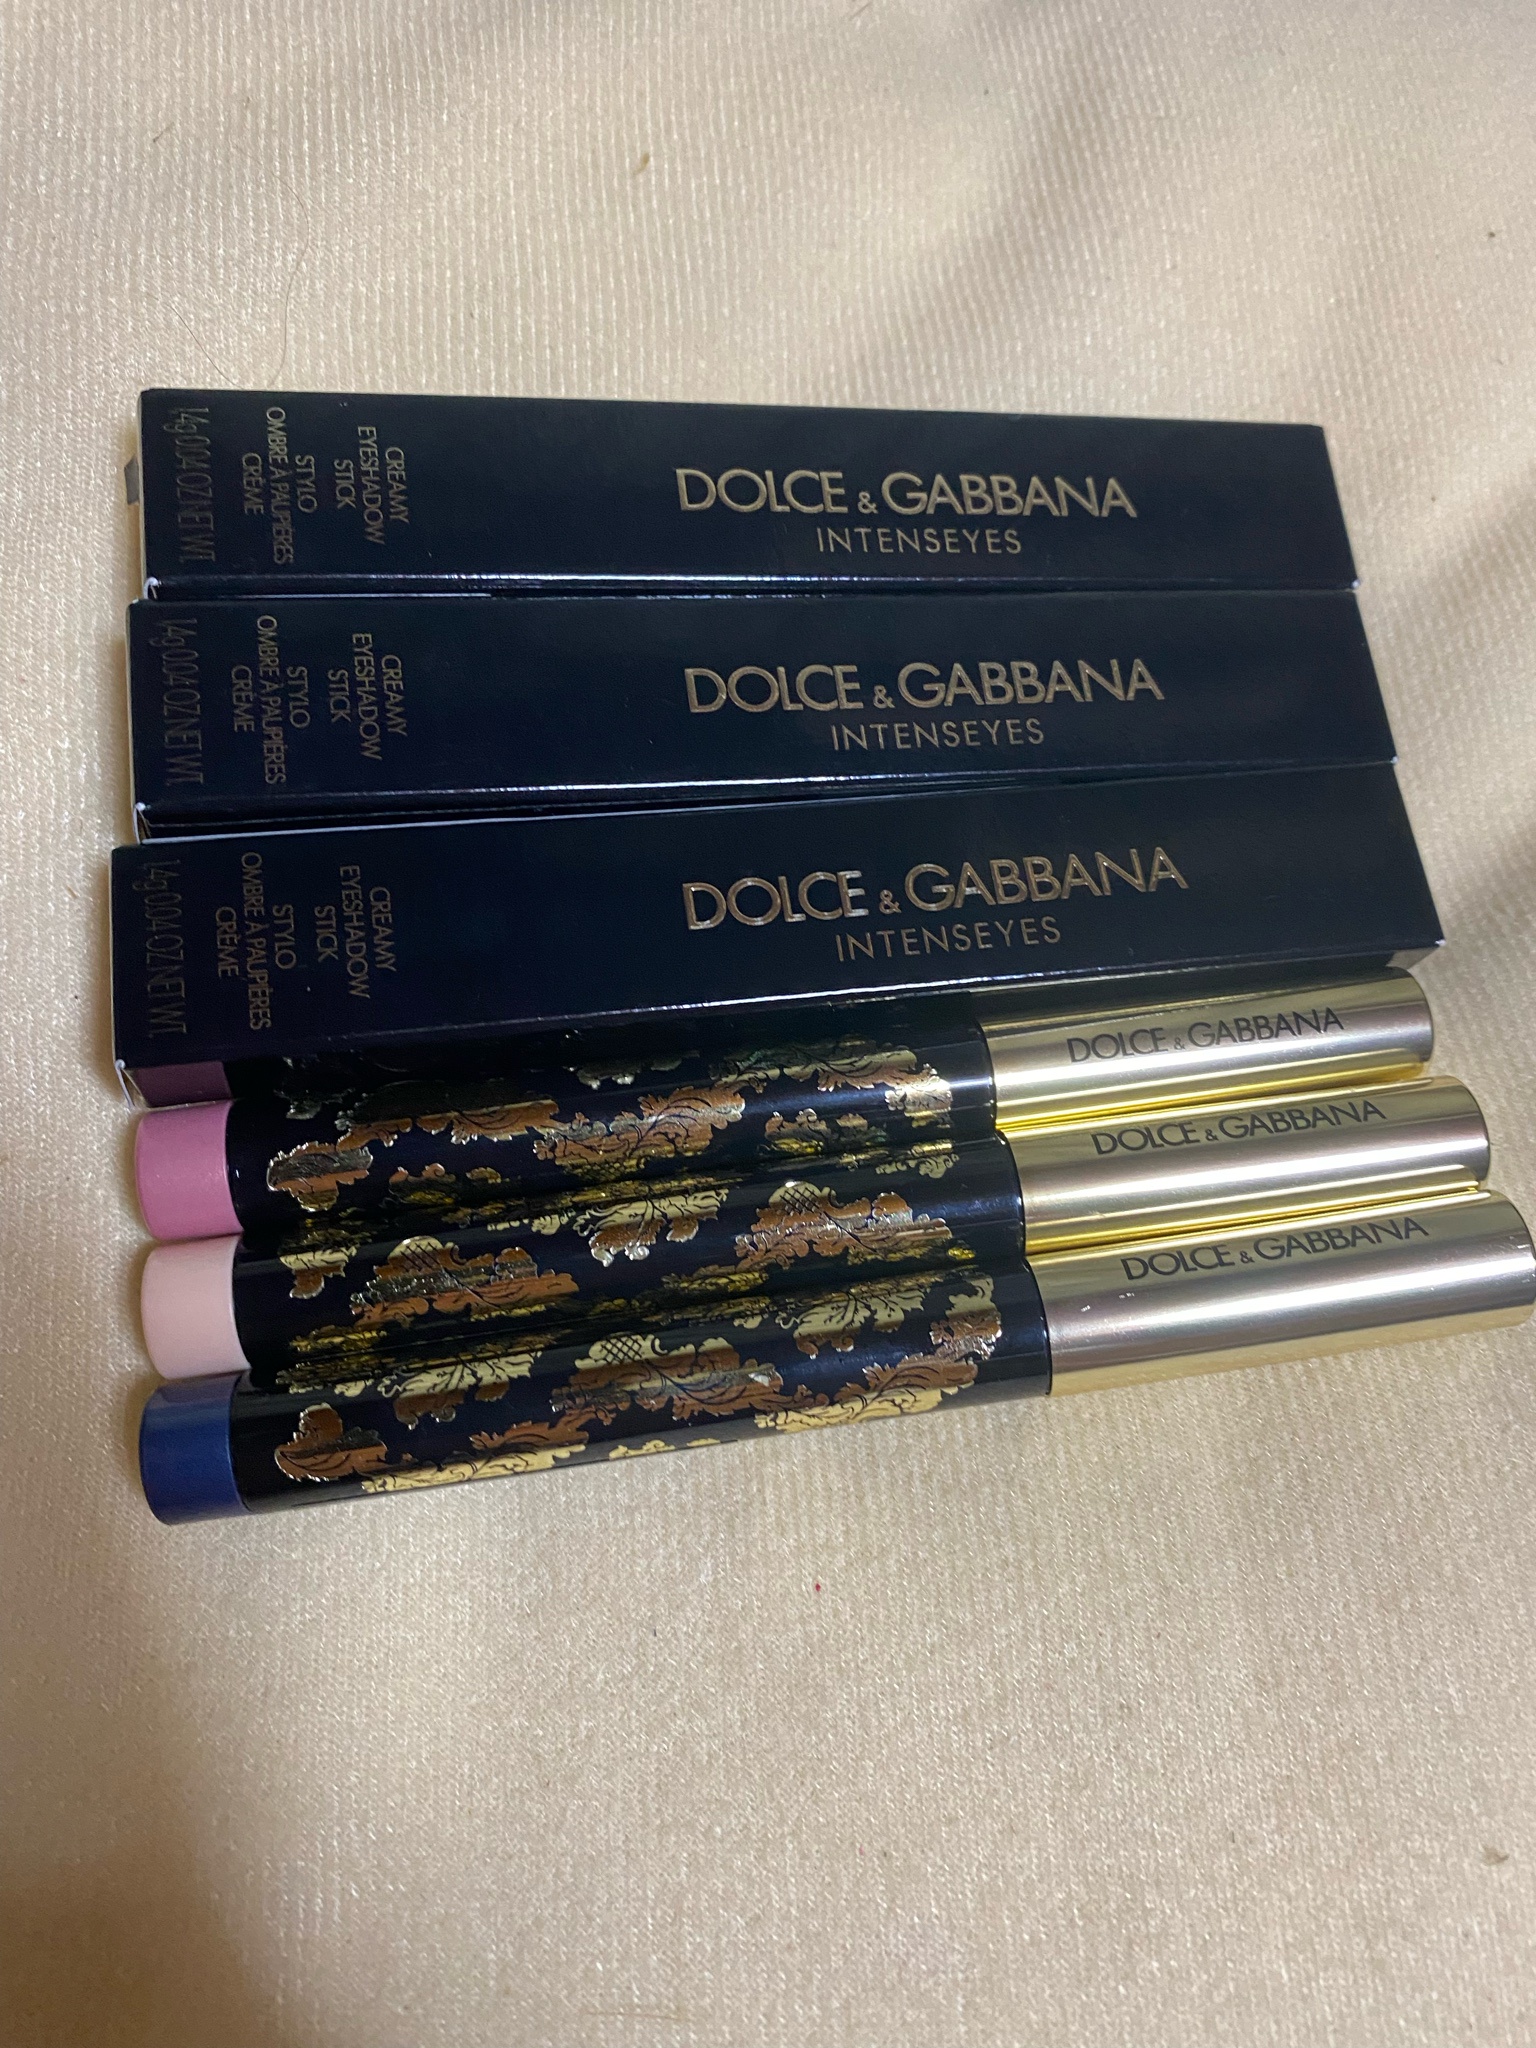 DOLCE & GABBANA
INTENSEYES
CREAMY
EYESHADOW
STICK
STYLO
OMBRE À PAUPIÈRES
CRÈME
1.4g 0.04 OZ NET WT
DOLCE & GABBANA
INTENSEYES
CREAMY
EYESHADOW
STICK
STYLO
OMBRE À PAUPIÈRES
CRÈME
1.4g 0.04 OZ NET WT
DOLCE & GABBANA
INTENSEYES
CREAMY
EYESHADOW
STICK
STYLO
OMBRE À PAUPIÈRES
CRÈME
1.4g 0.04 OZ NET WT
DOLCE & GABBANA
DOLCE & GABBANA
DOLCE & GABBANA